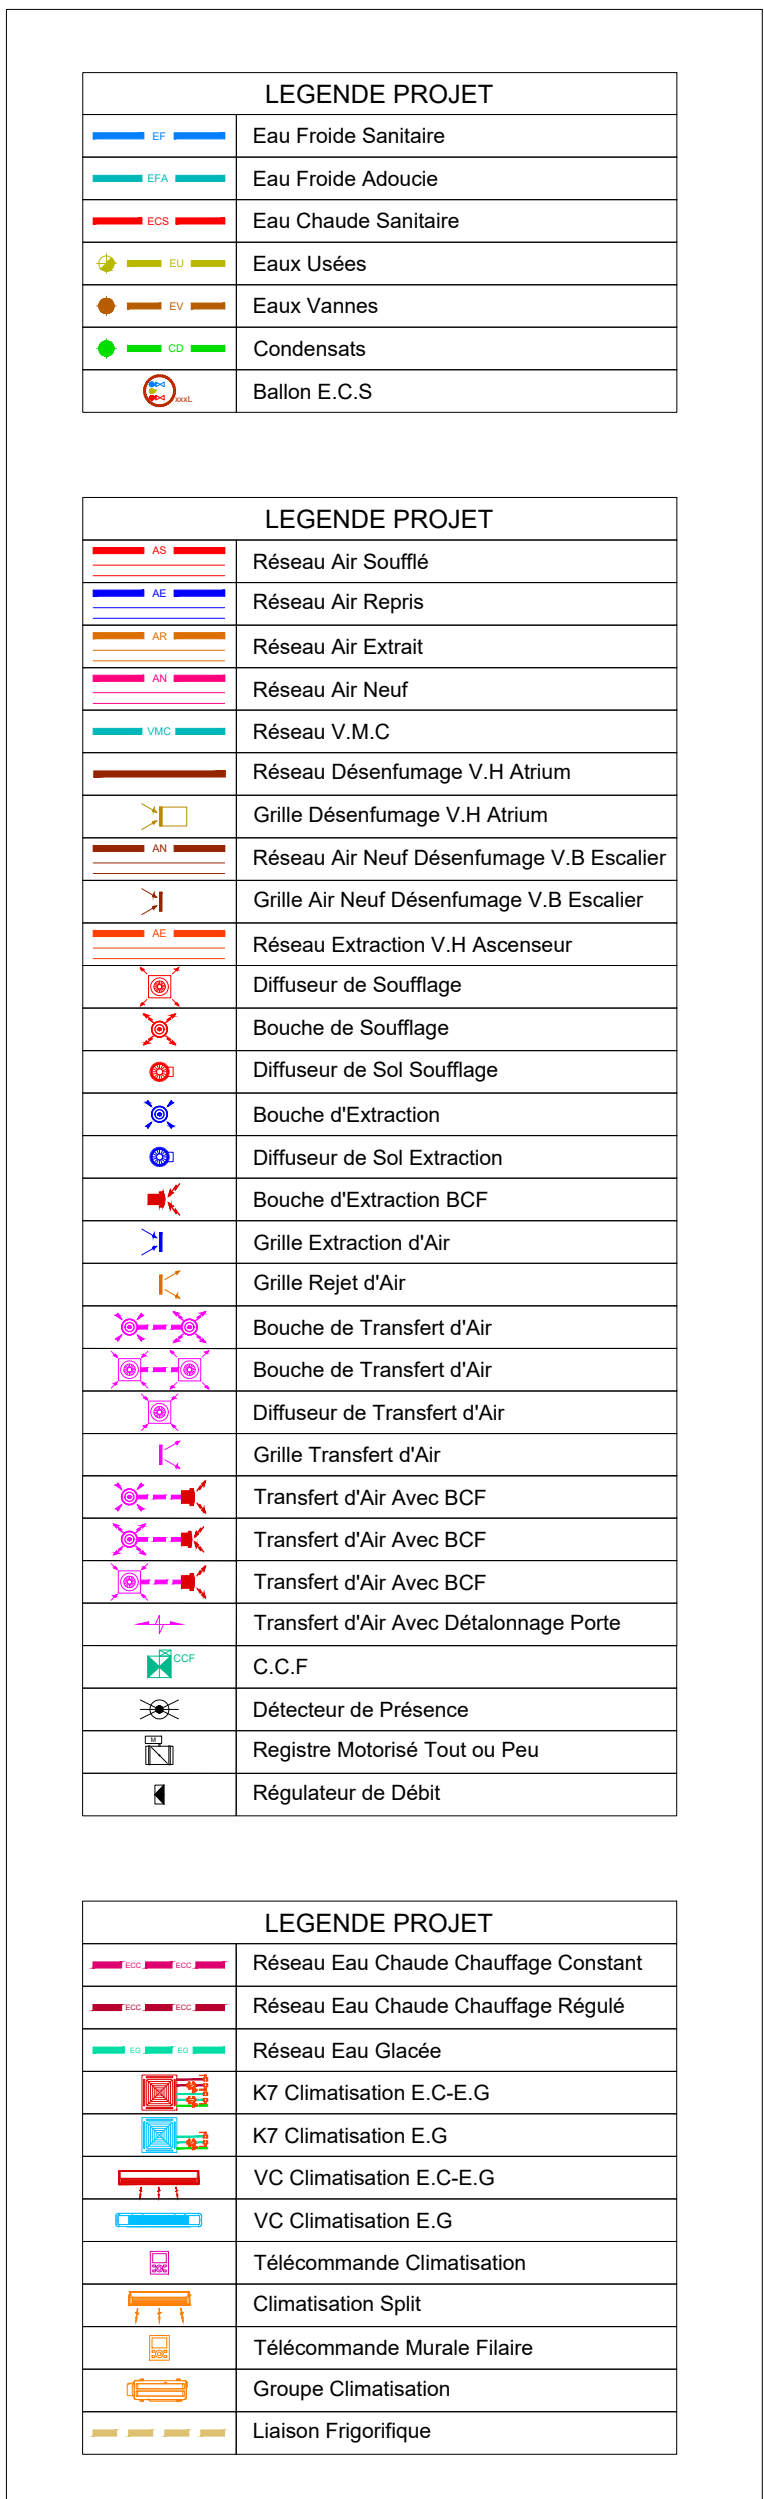 LEGENDE PROJET
EF Eau Froide Sanitaire
EFA Eau Froide Adoucie
ECS Eau Chaude Sanitaire
EU Eaux Usées
EV Eaux Vannes
CD Condensats
xxxL Ballon E.C.S
LEGENDE PROJET
AS Réseau Air Soufflé
AE Réseau Air Repris
AR Réseau Air Extrait
AN Réseau Air Neuf
VMC Réseau V.M.C
Réseau Désenfumage V.H Atrium
Grille Désenfumage V.H Atrium
AN Réseau Air Neuf Désenfumage V.B Escalier
Grille Air Neuf Désenfumage V.B Escalier
AE Réseau Extraction V.H Ascenseur
Diffuseur de Soufflage
Bouche de Soufflage
Diffuseur de Sol Soufflage
Bouche d'Extraction
Diffuseur de Sol Extraction
Bouche d'Extraction BCF
Grille Extraction d'Air
Grille Rejet d'Air
Bouche de Transfert d'Air
Bouche de Transfert d'Air
Diffuseur de Transfert d'Air
Grille Transfert d'Air
Transfert d'Air Avec BCF
Transfert d'Air Avec BCF
Transfert d'Air Avec BCF
Transfert d'Air Avec Détalonnage Porte
CCF C.C.F
Détecteur de Présence
M Registre Motorisé Tout ou Peu
Régulateur de Débit
LEGENDE PROJET
ECC ECC Réseau Eau Chaude Chauffage Constant
ECC ECC Réseau Eau Chaude Chauffage Régulé
EG EG Réseau Eau Glacée
K7 Climatisation E.C-E.G
K7 Climatisation E.G
VC Climatisation E.C-E.G
VC Climatisation E.G
Télécommande Climatisation
Climatisation Split
Télécommande Murale Filaire
Groupe Climatisation
Liaison Frigorifique